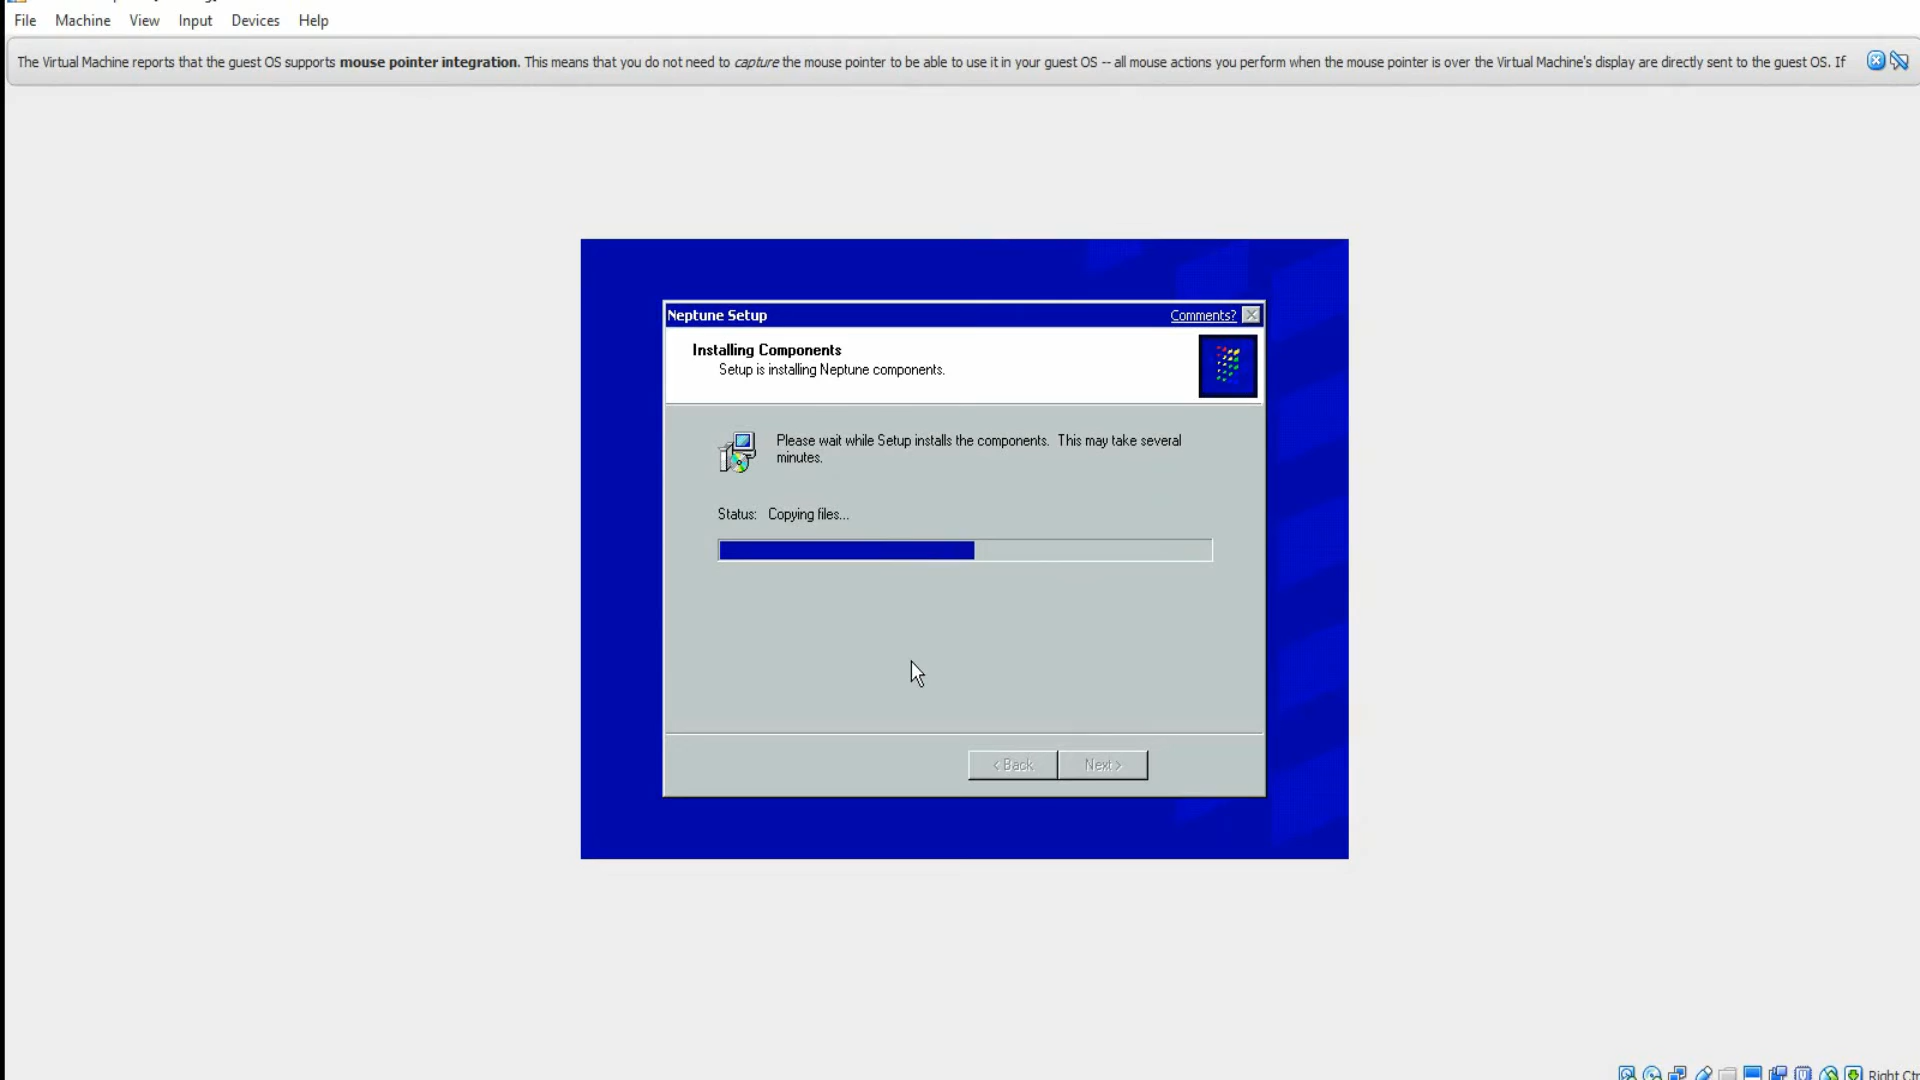 File Machine View Input Devices Help
The Virtual Machine reports that the guest OS supports mouse pointer integration. This means that you do not need to capture the mouse pointer to be able to use it in your guest OS -- all mouse actions you perform when the mouse pointer is over the Virtual Machine's display are directly sent to the guest OS. If
Neptune Setup Comments?
Installing Components
Setup is installing Neptune components.
Please wait while Setup installs the components. This may take several
minutes.
Status: Copying files...
< Back Next >
Right Ctr